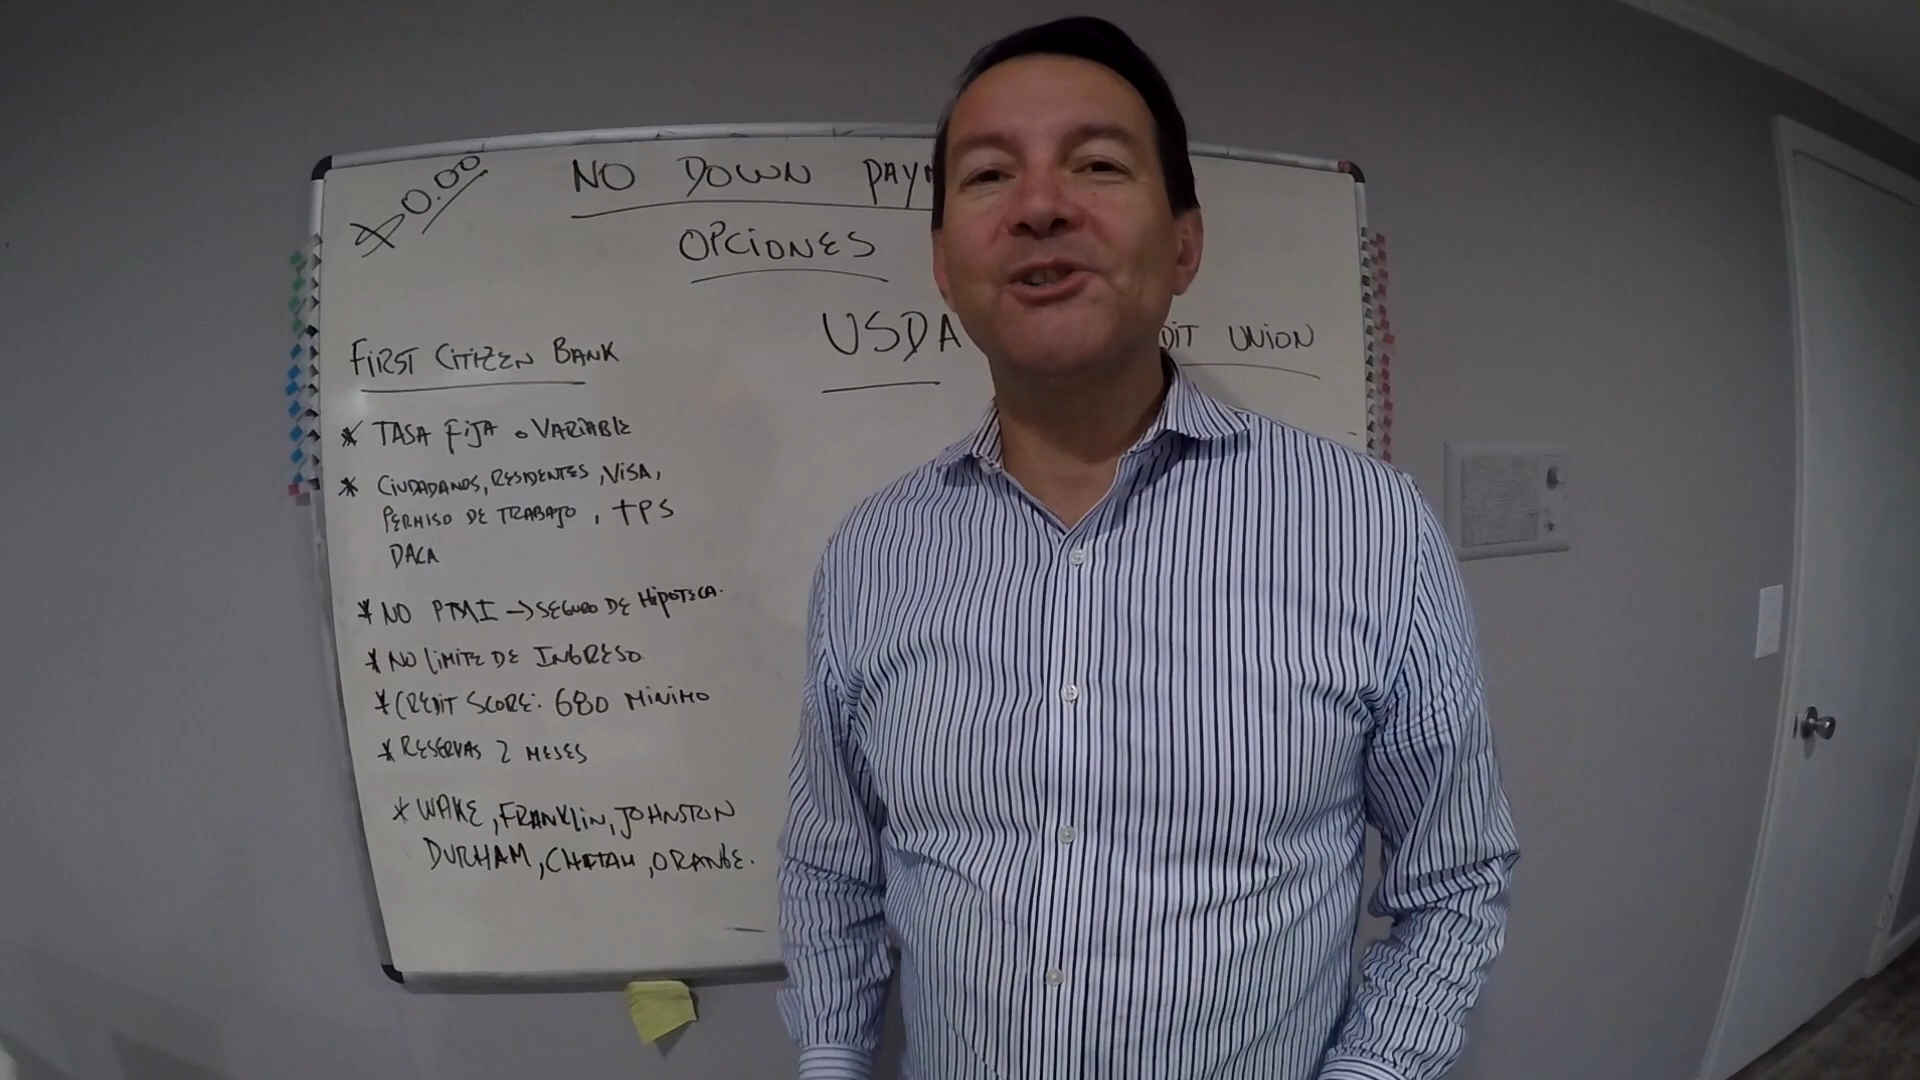 $0.00
NO DOWN PAYM
OPCIONES
FIRST CITIZEN BANK
* TASA FIJA O VARIABLE
* CIUDADANOS, RESIDENTES, VISA,
PERMISO DE TRABAJO, TPS
DACA
* NO PMI → SEGURO DE HIPOTECA.
* NO LIMITE DE INGRESO
* CREDIT SCORE: 680 MINIMO
* RESERVAS 2 MESES
* WAKE, FRANKLIN, JOHNSTON
DURHAM, CHATAM, ORANGE.
USDA
DIT UNION